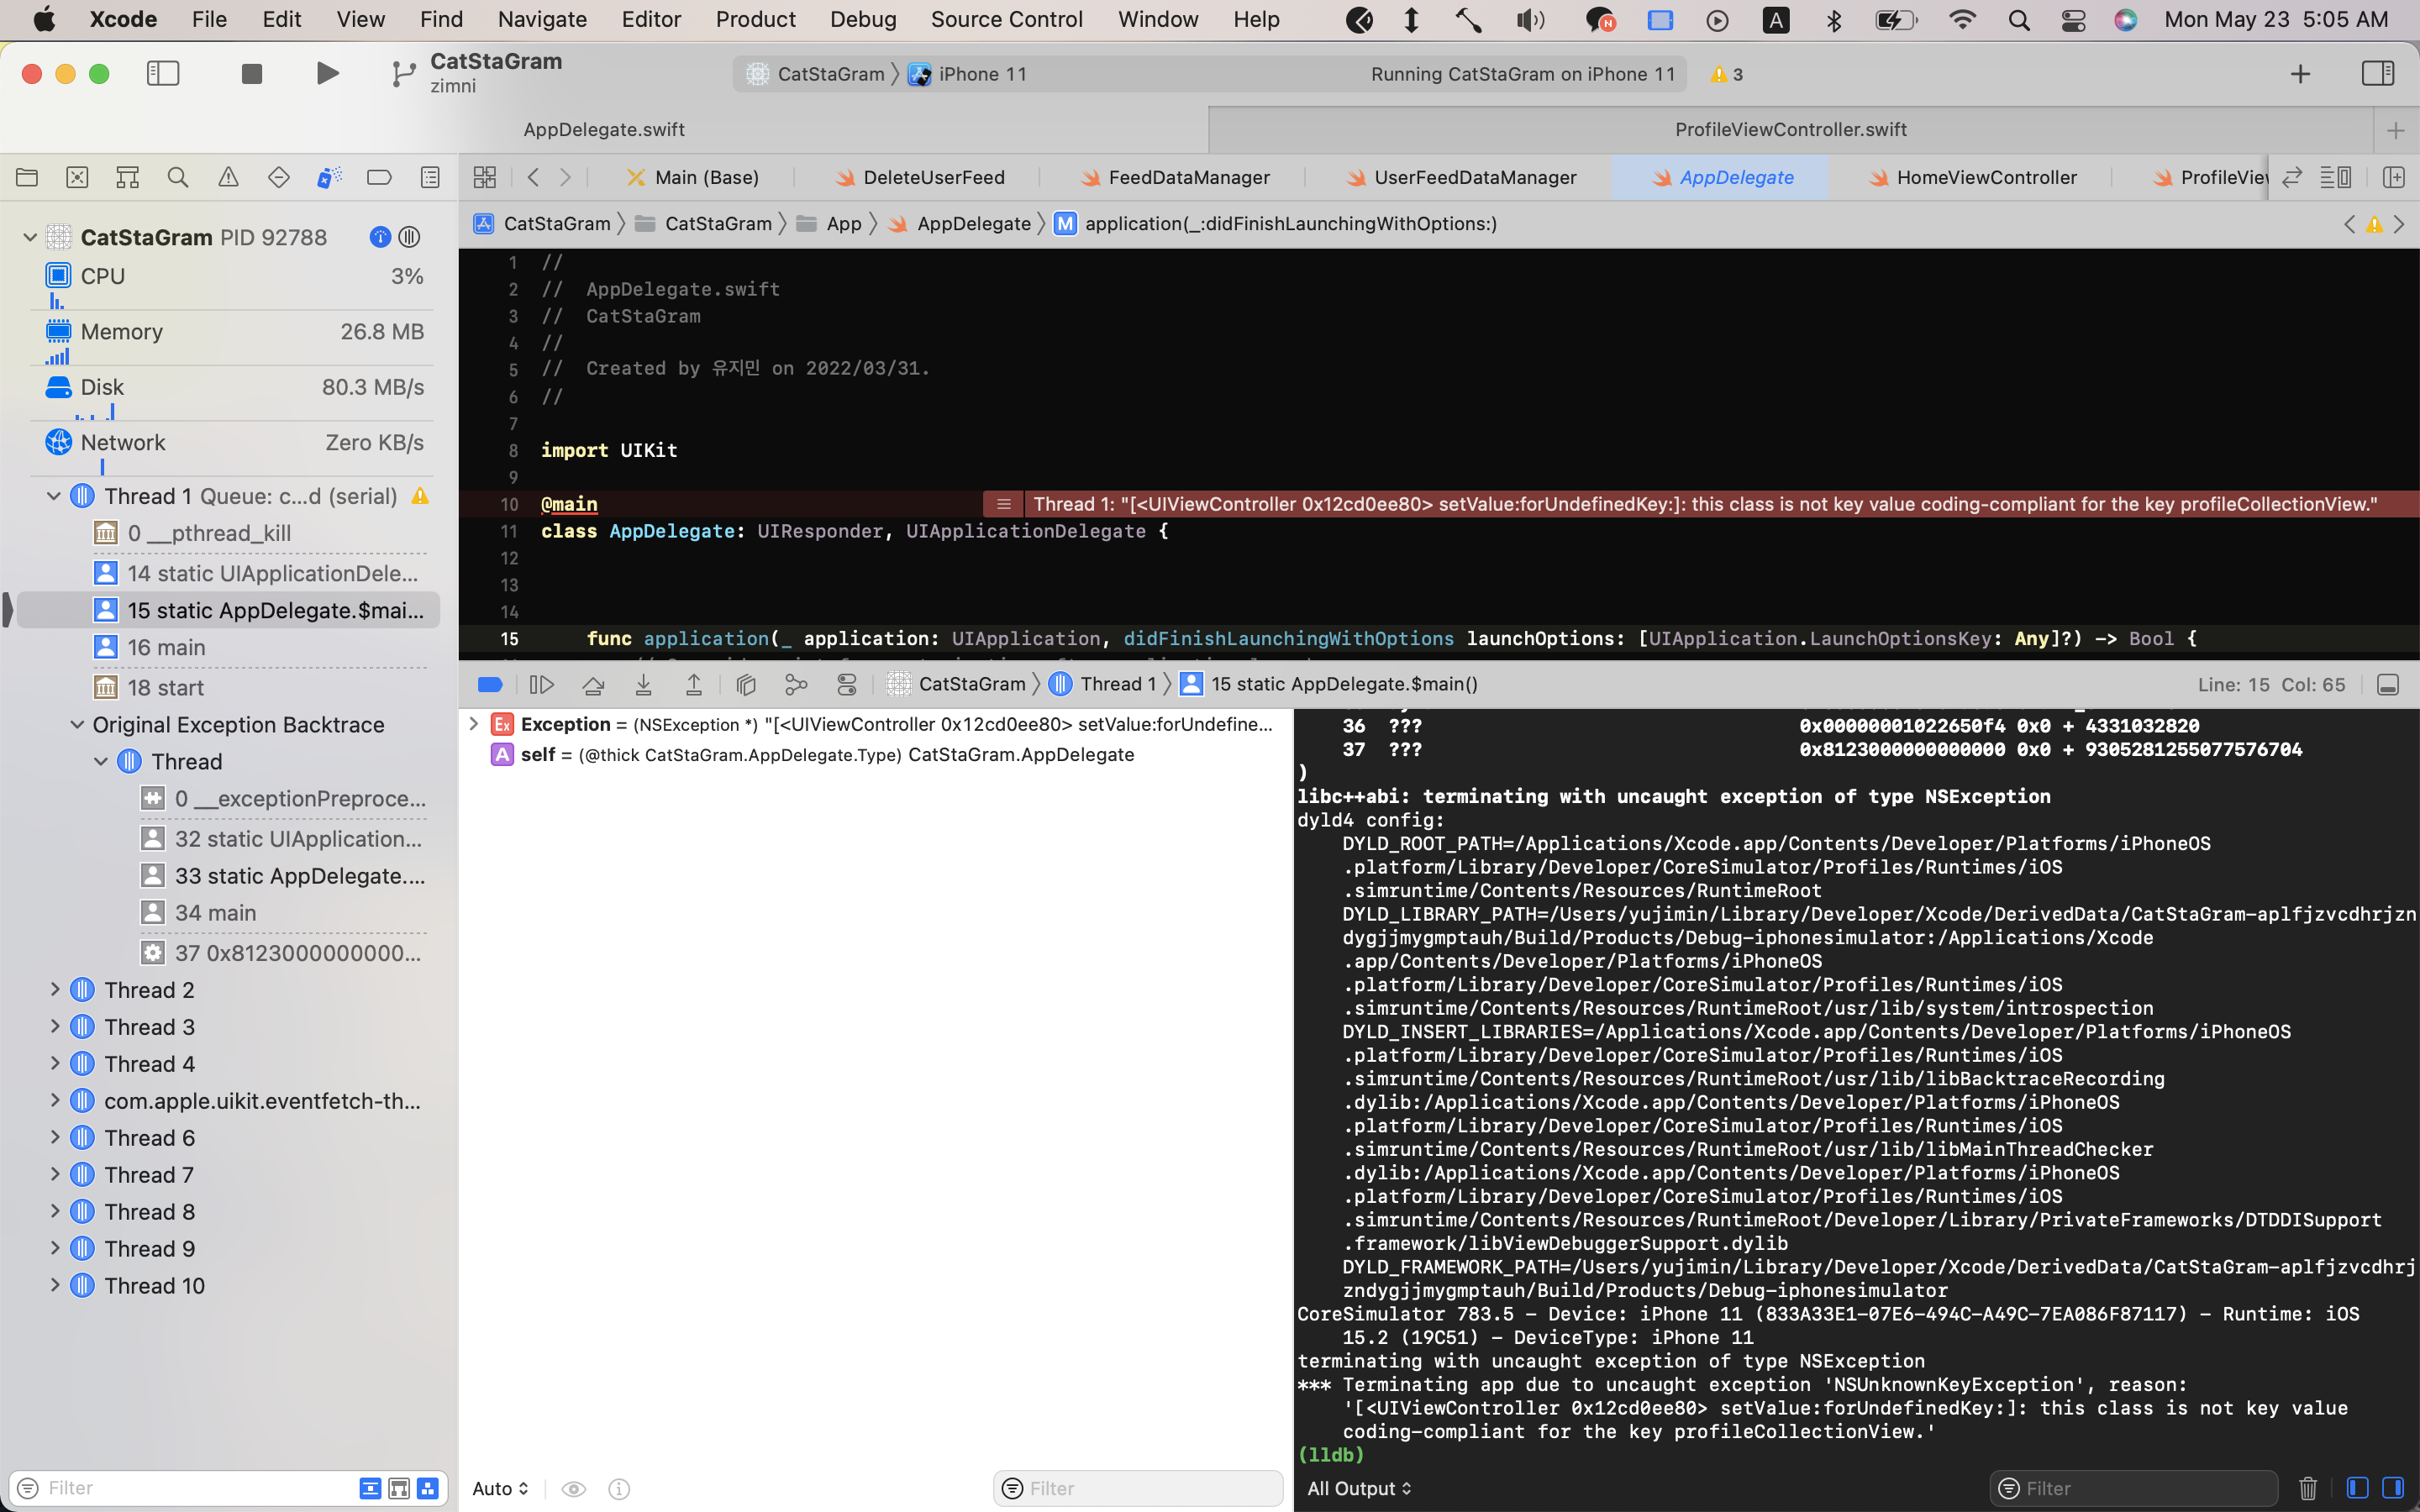 Xcode File Edit View Find Navigate Editor Product Debug Source Control Window Help Mon May 23 5:05 AM
CatStaGram
zimni
CatStaGram iPhone 11 Running CatStaGram on iPhone 11 3
AppDelegate.swift ProfileViewController.swift
Main (Base) DeleteUserFeed FeedDataManager UserFeedDataManager AppDelegate HomeViewController
CatStaGram CatStaGram App AppDelegate M application(_:didFinishLaunchingWithOptions:)
CatStaGram PID 92788
CPU 3%
Memory 26.8 MB
Disk 80.3 MB/s
Network Zero KB/s
Thread 1 Queue: c...d (serial)
0 __pthread_kill
14 static UIApplicationDele...
15 static AppDelegate.$mai...
16 main
18 start
Original Exception Backtrace
Thread
0 __exceptionPreproce...
32 static UIApplication...
33 static AppDelegate....
34 main
37 0x8123000000000...
Thread 2
Thread 3
Thread 4
com.apple.uikit.eventfetch-th...
Thread 6
Thread 7
Thread 8
Thread 9
Thread 10
Filter
1 //
2 // AppDelegate.swift
3 // CatStaGram
4 //
5 // Created by 유지민 on 2022/03/31.
6 //
7
8 import UIKit
9
10 @main Thread 1: "[<UIViewController 0x12cd0ee80> setValue:forUndefinedKey:]: this class is not key value coding-compliant for the key profileCollectionView."
11 class AppDelegate: UIResponder, UIApplicationDelegate {
12
13
14
15 func application(_ application: UIApplication, didFinishLaunchingWithOptions launchOptions: [UIApplication.LaunchOptionsKey: Any]?) -> Bool {
CatStaGram Thread 1 15 static AppDelegate.$main() Line: 15 Col: 65
Ex Exception = (NSException *) "[<UIViewController 0x12cd0ee80> setValue:forUndefine...
A self = (@thick CatStaGram.AppDelegate.Type) CatStaGram.AppDelegate
Auto Filter
36 ??? 0x00000001022650f4 0x0 + 4331032820
37 ??? 0x8123000000000000 0x0 + 9305281255077576704
)
libc++abi: terminating with uncaught exception of type NSException
dyld4 config:
DYLD_ROOT_PATH=/Applications/Xcode.app/Contents/Developer/Platforms/iPhoneOS
.platform/Library/Developer/CoreSimulator/Profiles/Runtimes/iOS
.simruntime/Contents/Resources/RuntimeRoot
DYLD_LIBRARY_PATH=/Users/yujimin/Library/Developer/Xcode/DerivedData/CatStaGram-aplfjzvcdhrjzn
dygjjmygmptauh/Build/Products/Debug-iphonesimulator:/Applications/Xcode
.app/Contents/Developer/Platforms/iPhoneOS
.platform/Library/Developer/CoreSimulator/Profiles/Runtimes/iOS
.simruntime/Contents/Resources/RuntimeRoot/usr/lib/system/introspection
DYLD_INSERT_LIBRARIES=/Applications/Xcode.app/Contents/Developer/Platforms/iPhoneOS
.platform/Library/Developer/CoreSimulator/Profiles/Runtimes/iOS
.simruntime/Contents/Resources/RuntimeRoot/usr/lib/libBacktraceRecording
.dylib:/Applications/Xcode.app/Contents/Developer/Platforms/iPhoneOS
.platform/Library/Developer/CoreSimulator/Profiles/Runtimes/iOS
.simruntime/Contents/Resources/RuntimeRoot/usr/lib/libMainThreadChecker
.dylib:/Applications/Xcode.app/Contents/Developer/Platforms/iPhoneOS
.platform/Library/Developer/CoreSimulator/Profiles/Runtimes/iOS
.simruntime/Contents/Resources/RuntimeRoot/Developer/Library/PrivateFrameworks/DTDDISupport
.framework/libViewDebuggerSupport.dylib
DYLD_FRAMEWORK_PATH=/Users/yujimin/Library/Developer/Xcode/DerivedData/CatStaGram-aplfjzvcdhrj
zndygjjmygmptauh/Build/Products/Debug-iphonesimulator
CoreSimulator 783.5 – Device: iPhone 11 (833A33E1-07E6-494C-A49C-7EA086F87117) – Runtime: iOS
15.2 (19C51) – DeviceType: iPhone 11
terminating with uncaught exception of type NSException
*** Terminating app due to uncaught exception 'NSUnknownKeyException', reason:
'[<UIViewController 0x12cd0ee80> setValue:forUndefinedKey:]: this class is not key value
coding-compliant for the key profileCollectionView.'
(lldb)
All Output Filter